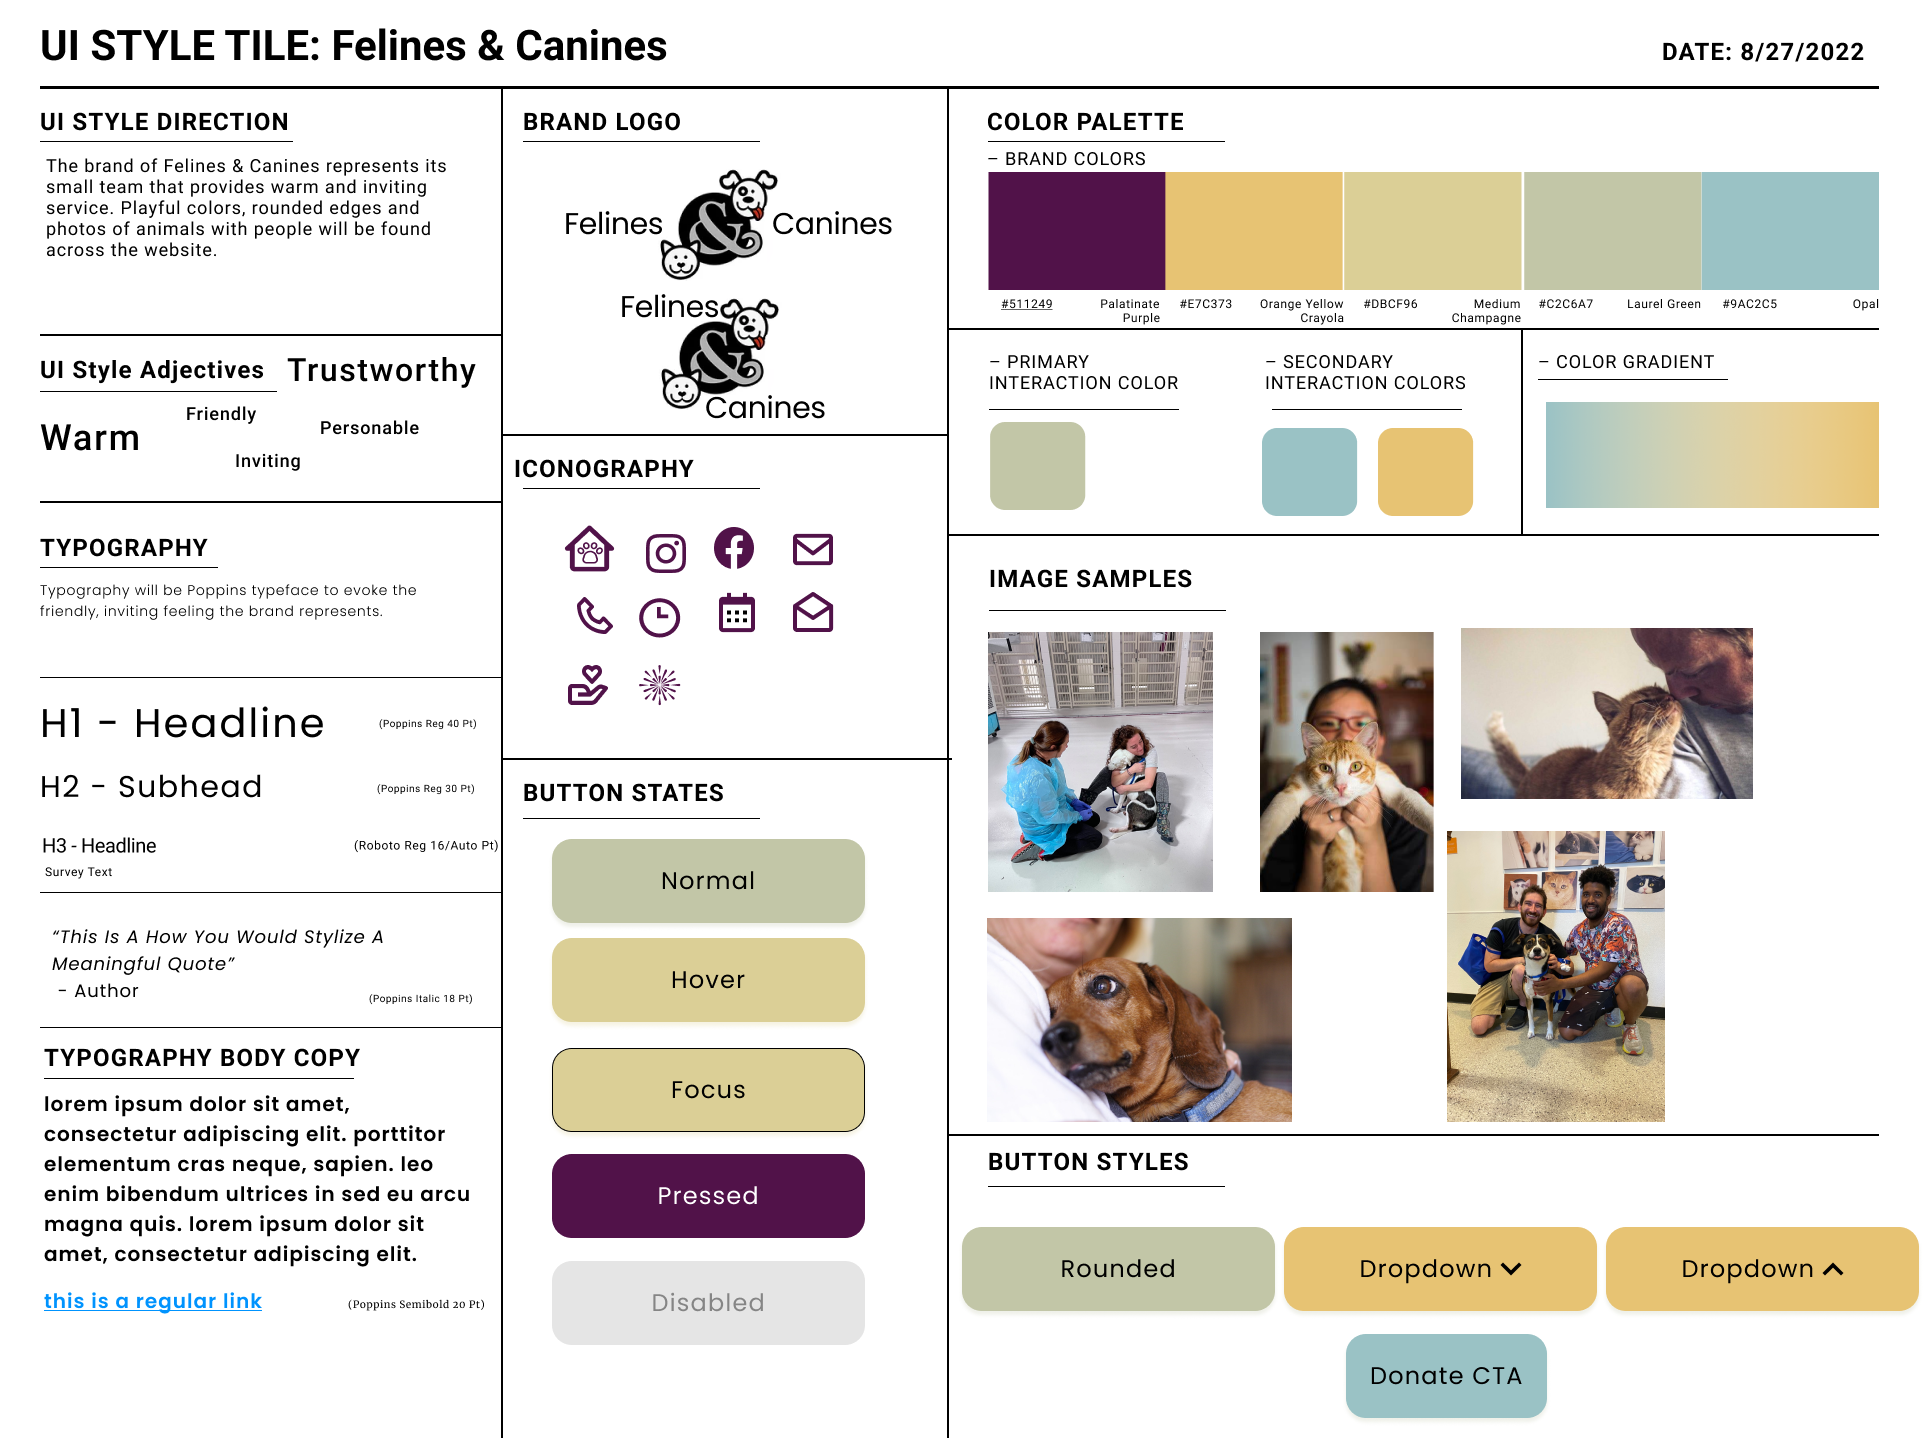 UI STYLE TILE: Felines & Canines
DATE: 8/27/2022
UI STYLE DIRECTION
The brand of Felines & Canines represents its
small team that provides warm and inviting
service. Playful colors, rounded edges and
photos of animals with people will be found
across the website.
UI Style Adjectives
Trustworthy
Friendly
Warm
Personable
Inviting
TYPOGRAPHY
Typography will be Poppins typeface to evoke the
friendly, inviting feeling the brand represents.
H1 - Headline
(Poppins Reg 40 Pt)
H2 - Subhead
(Poppins Reg 30 Pt)
H3 - Headline
(Roboto Reg 16/Auto Pt)
Survey Text
“This Is A How You Would Stylize A
Meaningful Quote”
- Author
(Poppins Italic 18 Pt)
TYPOGRAPHY BODY COPY
lorem ipsum dolor sit amet,
consectetur adipiscing elit. porttitor
elementum cras neque, sapien. leo
enim bibendum ultrices in sed eu arcu
magna quis. lorem ipsum dolor sit
amet, consectetur adipiscing elit.
this is a regular link
(Poppins Semibold 20 Pt)
BRAND LOGO
Felines & Canines
Felines
&
Canines
ICONOGRAPHY
BUTTON STATES
Normal
Hover
Focus
Pressed
Disabled
COLOR PALETTE
– BRAND COLORS
#511249 Palatinate
Purple
#E7C373 Orange Yellow
Crayola
#DBCF96 Medium
Champagne
#C2C6A7 Laurel Green
#9AC2C5 Opal
– PRIMARY
INTERACTION COLOR
– SECONDARY
INTERACTION COLORS
– COLOR GRADIENT
IMAGE SAMPLES
BUTTON STYLES
Rounded
Dropdown
Dropdown
Donate CTA